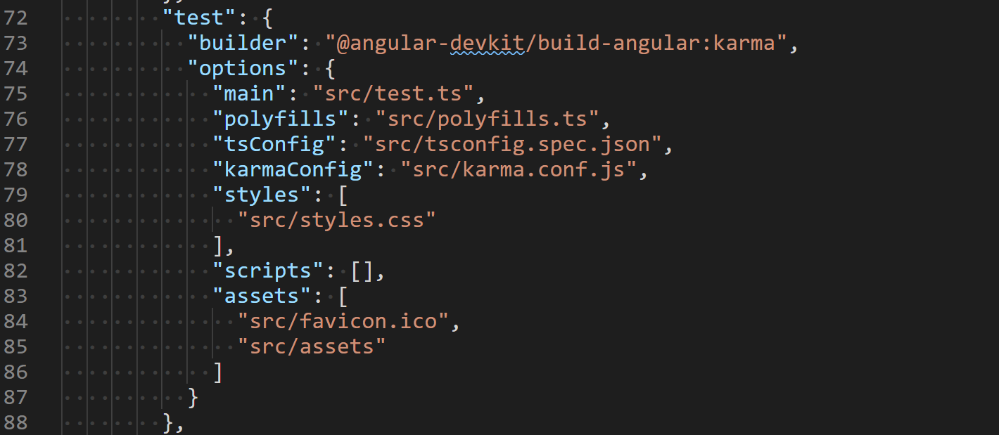 72 "test": {
73 "builder": "@angular-devkit/build-angular:karma",
74 "options": {
75 "main": "src/test.ts",
76 "polyfills": "src/polyfills.ts",
77 "tsConfig": "src/tsconfig.spec.json",
78 "karmaConfig": "src/karma.conf.js",
79 "styles": [
80 "src/styles.css"
81 ],
82 "scripts": [],
83 "assets": [
84 "src/favicon.ico",
85 "src/assets"
86 ]
87 }
88 },